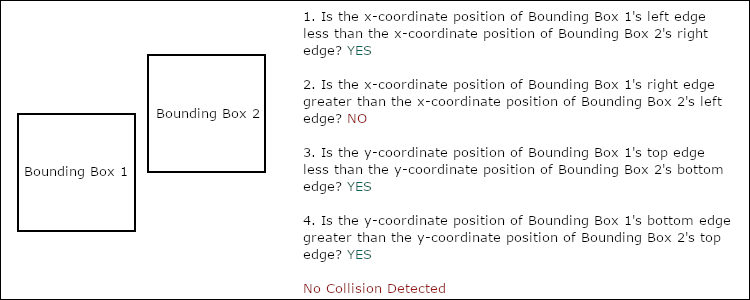 Bounding Box 1
Bounding Box 2
1. Is the x-coordinate position of Bounding Box 1's left edge
less than the x-coordinate position of Bounding Box 2's right
edge? YES
2. Is the x-coordinate position of Bounding Box 1's right edge
greater than the x-coordinate position of Bounding Box 2's left
edge? NO
3. Is the y-coordinate position of Bounding Box 1's top edge
less than the y-coordinate position of Bounding Box 2's bottom
edge? YES
4. Is the y-coordinate position of Bounding Box 1's bottom edge
greater than the y-coordinate position of Bounding Box 2's top
edge? YES
No Collision Detected